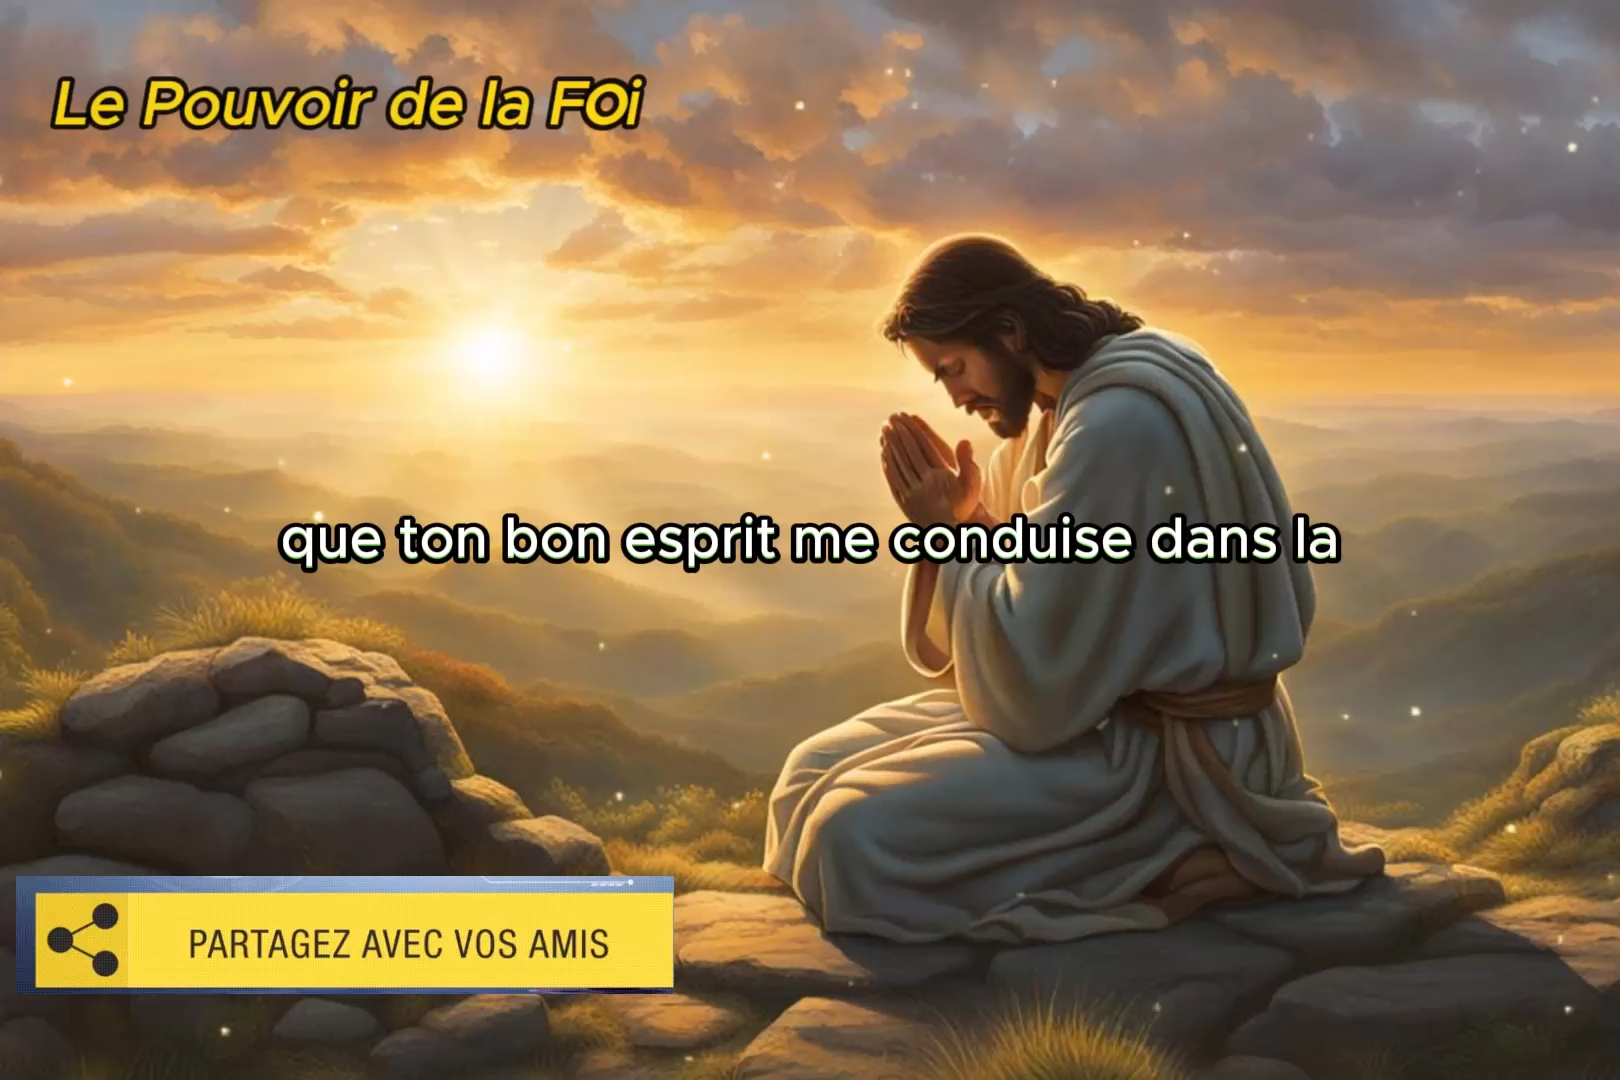 Le Pouvoir de la FOi
que ton bon esprit me conduise dans la
PARTAGEZ AVEC VOS AMIS